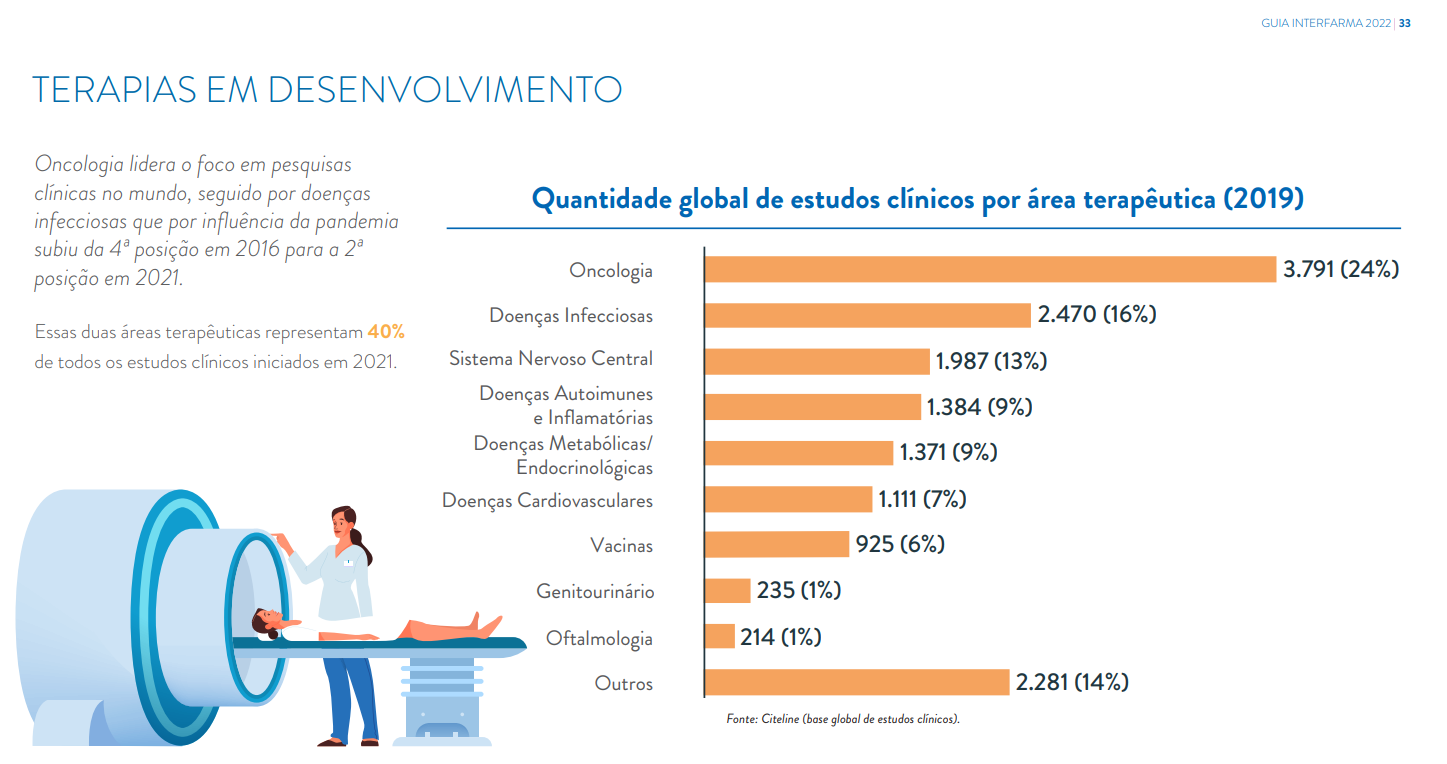 GUIA INTERFARMA 2022 | 33
TERAPIAS EM DESENVOLVIMENTO
Oncologia lidera o foco em pesquisas
clínicas no mundo, seguido por doenças
infecciosas que por influência da pandemia
subiu da 4ª posição em 2016 para a 2ª
posição em 2021.
Essas duas áreas terapêuticas representam 40%
de todos os estudos clínicos iniciados em 2021.
Quantidade global de estudos clínicos por área terapêutica (2019)
Oncologia 3.791 (24%)
Doenças Infecciosas 2.470 (16%)
Sistema Nervoso Central 1.987 (13%)
Doenças Autoimunes
e Inflamatórias 1.384 (9%)
Doenças Metabólicas/
Endocrinológicas 1.371 (9%)
Doenças Cardiovasculares 1.111 (7%)
Vacinas 925 (6%)
Genitourinário 235 (1%)
Oftalmologia 214 (1%)
Outros 2.281 (14%)
Fonte: Citeline (base global de estudos clínicos).